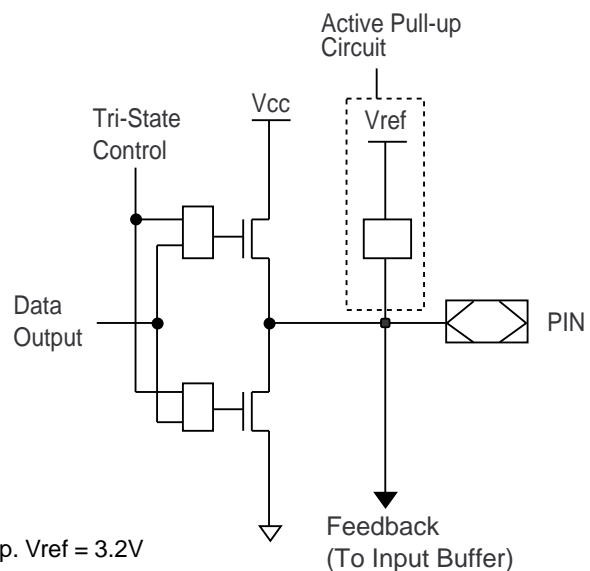 Active Pull-up
Circuit
Vcc
Vref
Tri-State
Control
Data
Output
PIN
Feedback
(To Input Buffer)
p. Vref = 3.2V